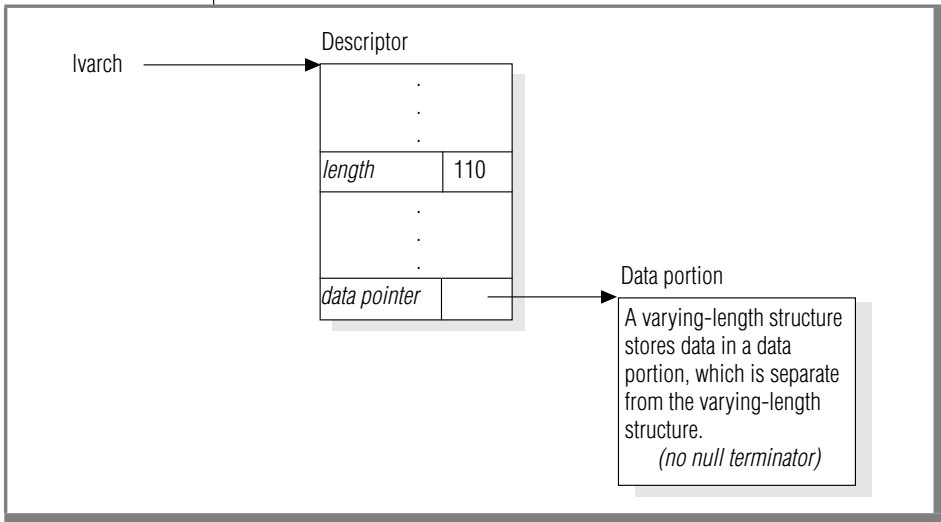 Descriptor
lvarch
.
.
.
length 110
.
.
.
data pointer
Data portion
A varying-length structure
stores data in a data
portion, which is separate
from the varying-length
structure.
(no null terminator)